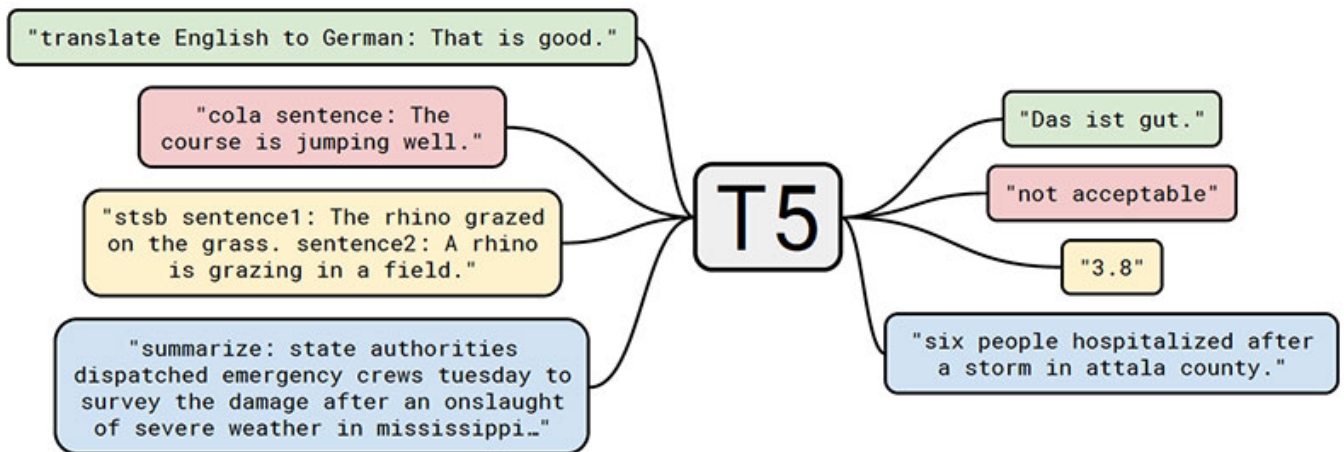 "translate English to German: That is good."
"cola sentence: The
course is jumping well."
"stsb sentence1: The rhino grazed
on the grass. sentence2: A rhino
is grazing in a field."
"summarize: state authorities
dispatched emergency crews tuesday to
survey the damage after an onslaught
of severe weather in mississippi…"
T5
"Das ist gut."
"not acceptable"
"3.8"
"six people hospitalized after
a storm in attala county."